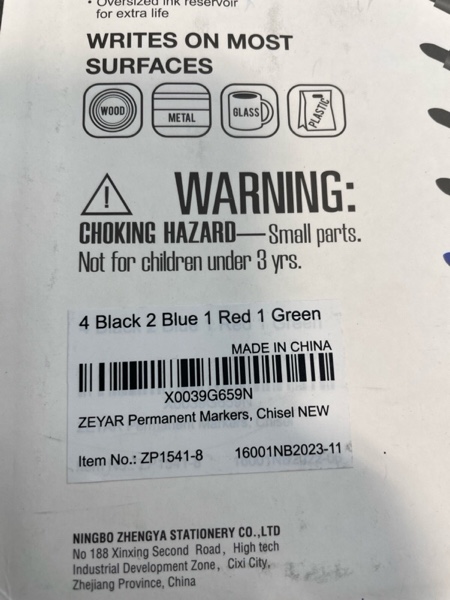 • Oversized ink reservoir
for extra life
WRITES ON MOST
SURFACES
WOOD
METAL
GLASS
PLASTIC
WARNING:
CHOKING HAZARD—Small parts.
Not for children under 3 yrs.
4 Black 2 Blue 1 Red 1 Green
MADE IN CHINA
X0039G659N
ZEYAR Permanent Markers, Chisel NEW
Item No.: ZP1541-8 16001NB2023-11
NINGBO ZHENGYA STATIONERY CO.,LTD
No 188 Xinxing Second Road, High tech
Industrial Development Zone, Cixi City,
Zhejiang Province, China